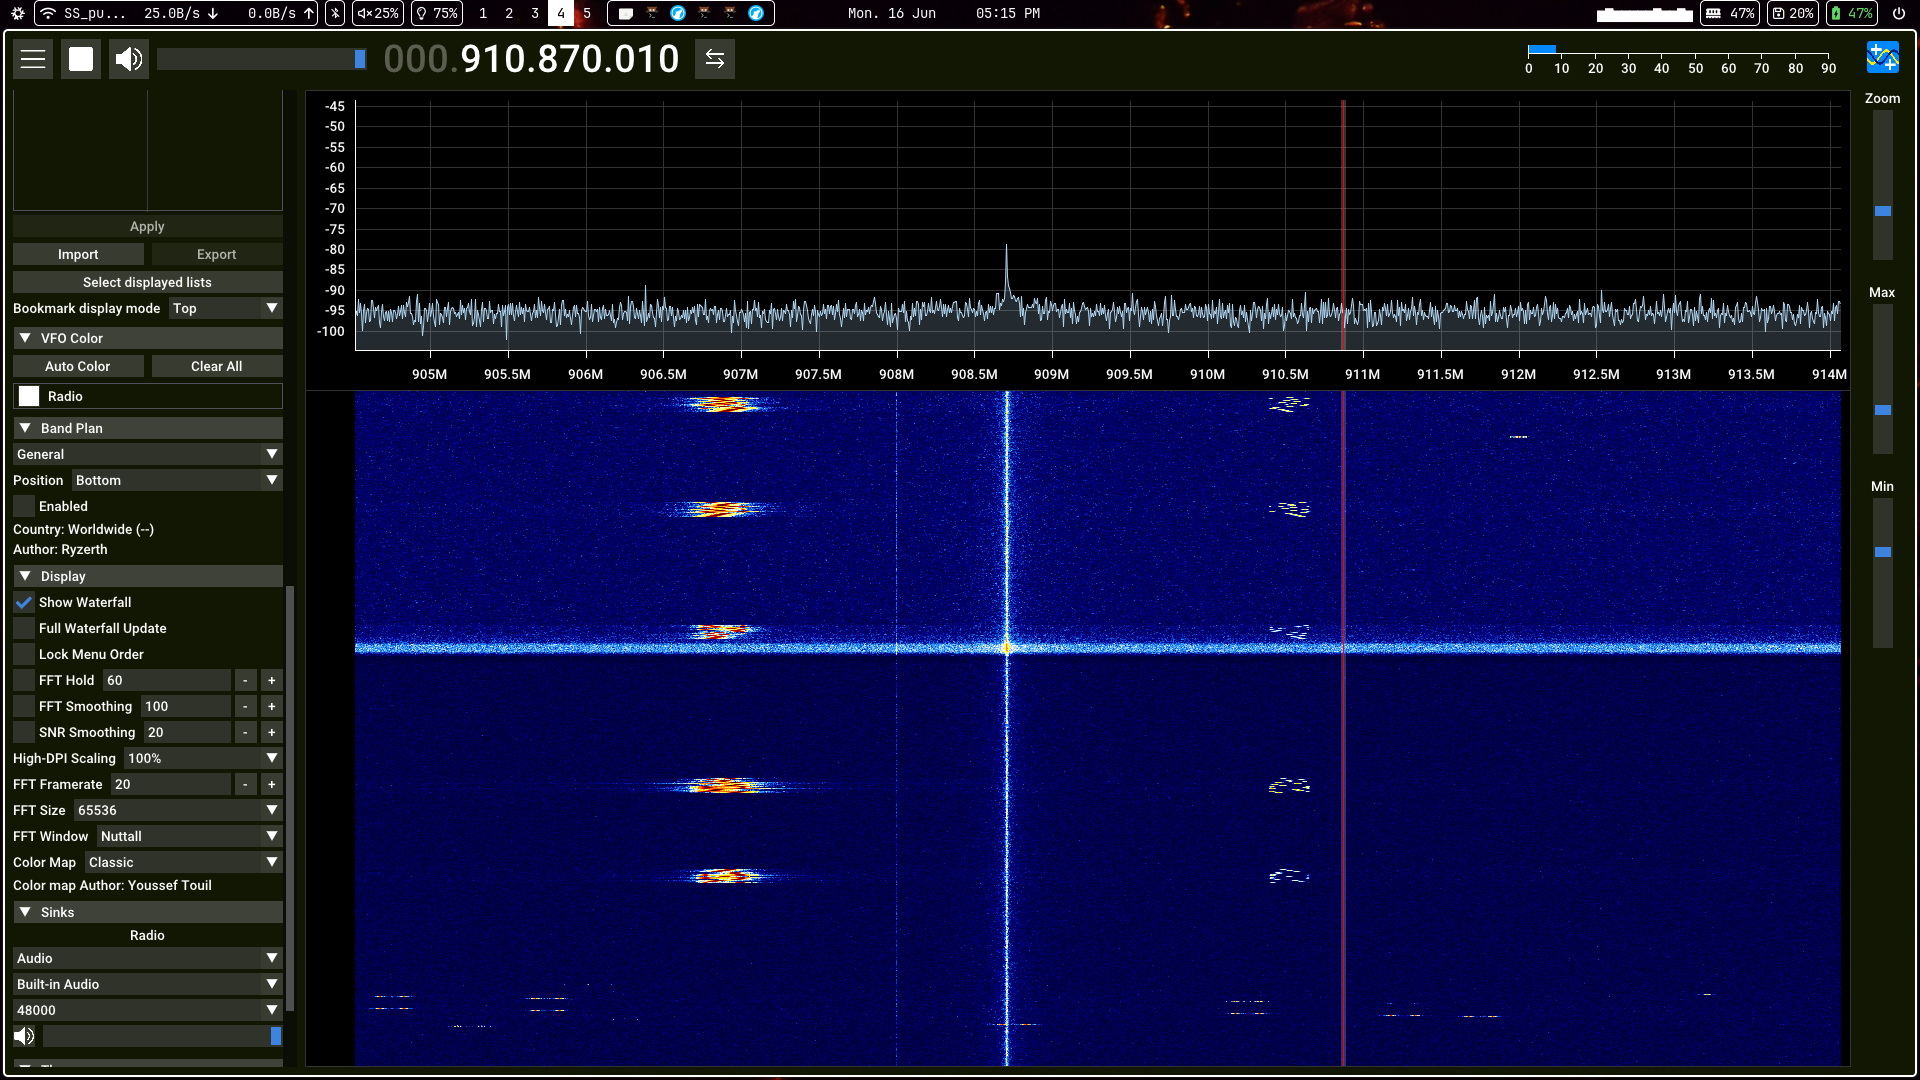 SS_pu... 25.0B/s ↓ 0.0B/s ↑ 25% 75% 1 2 3 4 5 Mon. 16 Jun 05:15 PM 47% 20% 47%
000.910.870.010
0 10 20 30 40 50 60 70 80 90
Zoom
Max
Min
Apply
Import Export
Select displayed lists
Bookmark display mode Top
VFO Color
Auto Color Clear All
Radio
Band Plan
General
Position Bottom
Enabled
Country: Worldwide (--)
Author: Ryzerth
Display
Show Waterfall
Full Waterfall Update
Lock Menu Order
FFT Hold 60 - +
FFT Smoothing 100 - +
SNR Smoothing 20 - +
High-DPI Scaling 100%
FFT Framerate 20 - +
FFT Size 65536
FFT Window Nuttall
Color Map Classic
Color map Author: Youssef Touil
Sinks
Radio
Audio
Built-in Audio
48000
-45
-50
-55
-60
-65
-70
-75
-80
-85
-90
-95
-100
905M 905.5M 906M 906.5M 907M 907.5M 908M 908.5M 909M 909.5M 910M 910.5M 911M 911.5M 912M 912.5M 913M 913.5M 914M